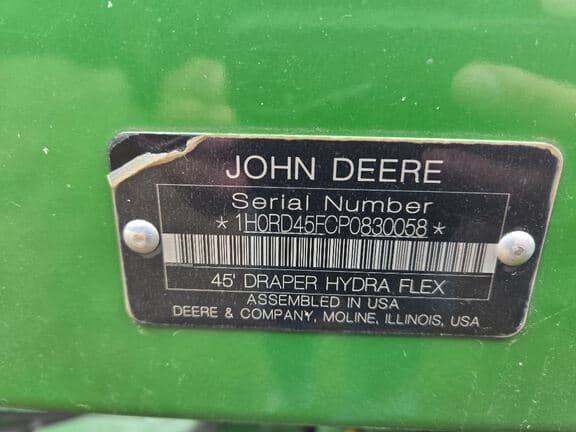 JOHN DEERE
Serial Number
*1H0RD45FCP0830058*
45' DRAPER HYDRA FLEX
ASSEMBLED IN USA
DEERE & COMPANY, MOLINE, ILLINOIS, USA